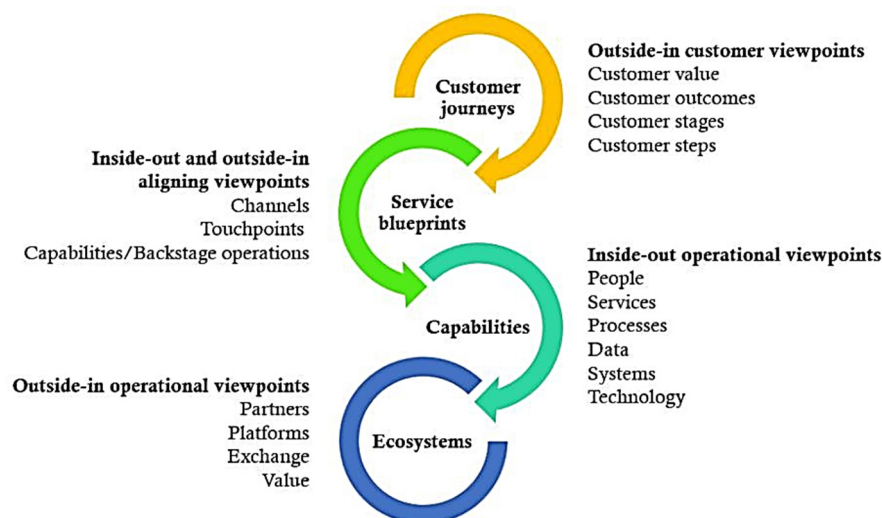 Customer
journeys
Outside-in customer viewpoints
Customer value
Customer outcomes
Customer stages
Customer steps
Inside-out and outside-in
aligning viewpoints
Channels
Touchpoints
Capabilities/Backstage operations
Service
blueprints
Inside-out operational viewpoints
People
Services
Processes
Data
Systems
Technology
Capabilities
Outside-in operational viewpoints
Partners
Platforms
Exchange
Value
Ecosystems